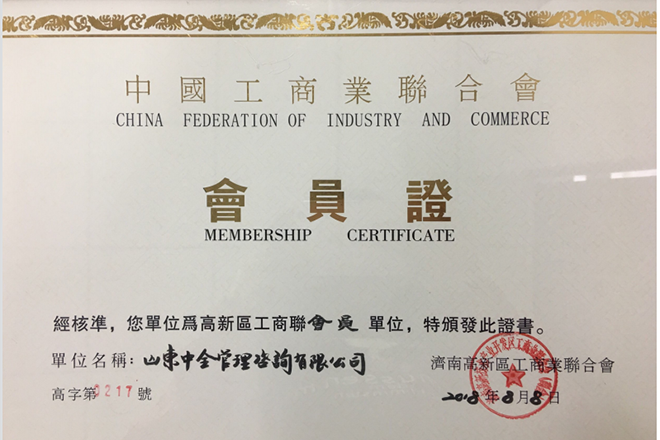 中國工商業聯合會
CHINA FEDERATION OF INDUSTRY AND COMMERCE
會員證
MEMBERSHIP CERTIFICATE
經核準，您單位爲高新區工商聯會員單位，特頒發此證書。
單位名稱：山東中全管理咨詢有限公司
濟南高新區工商業聯合會
高字第0217號
2018年8月8日